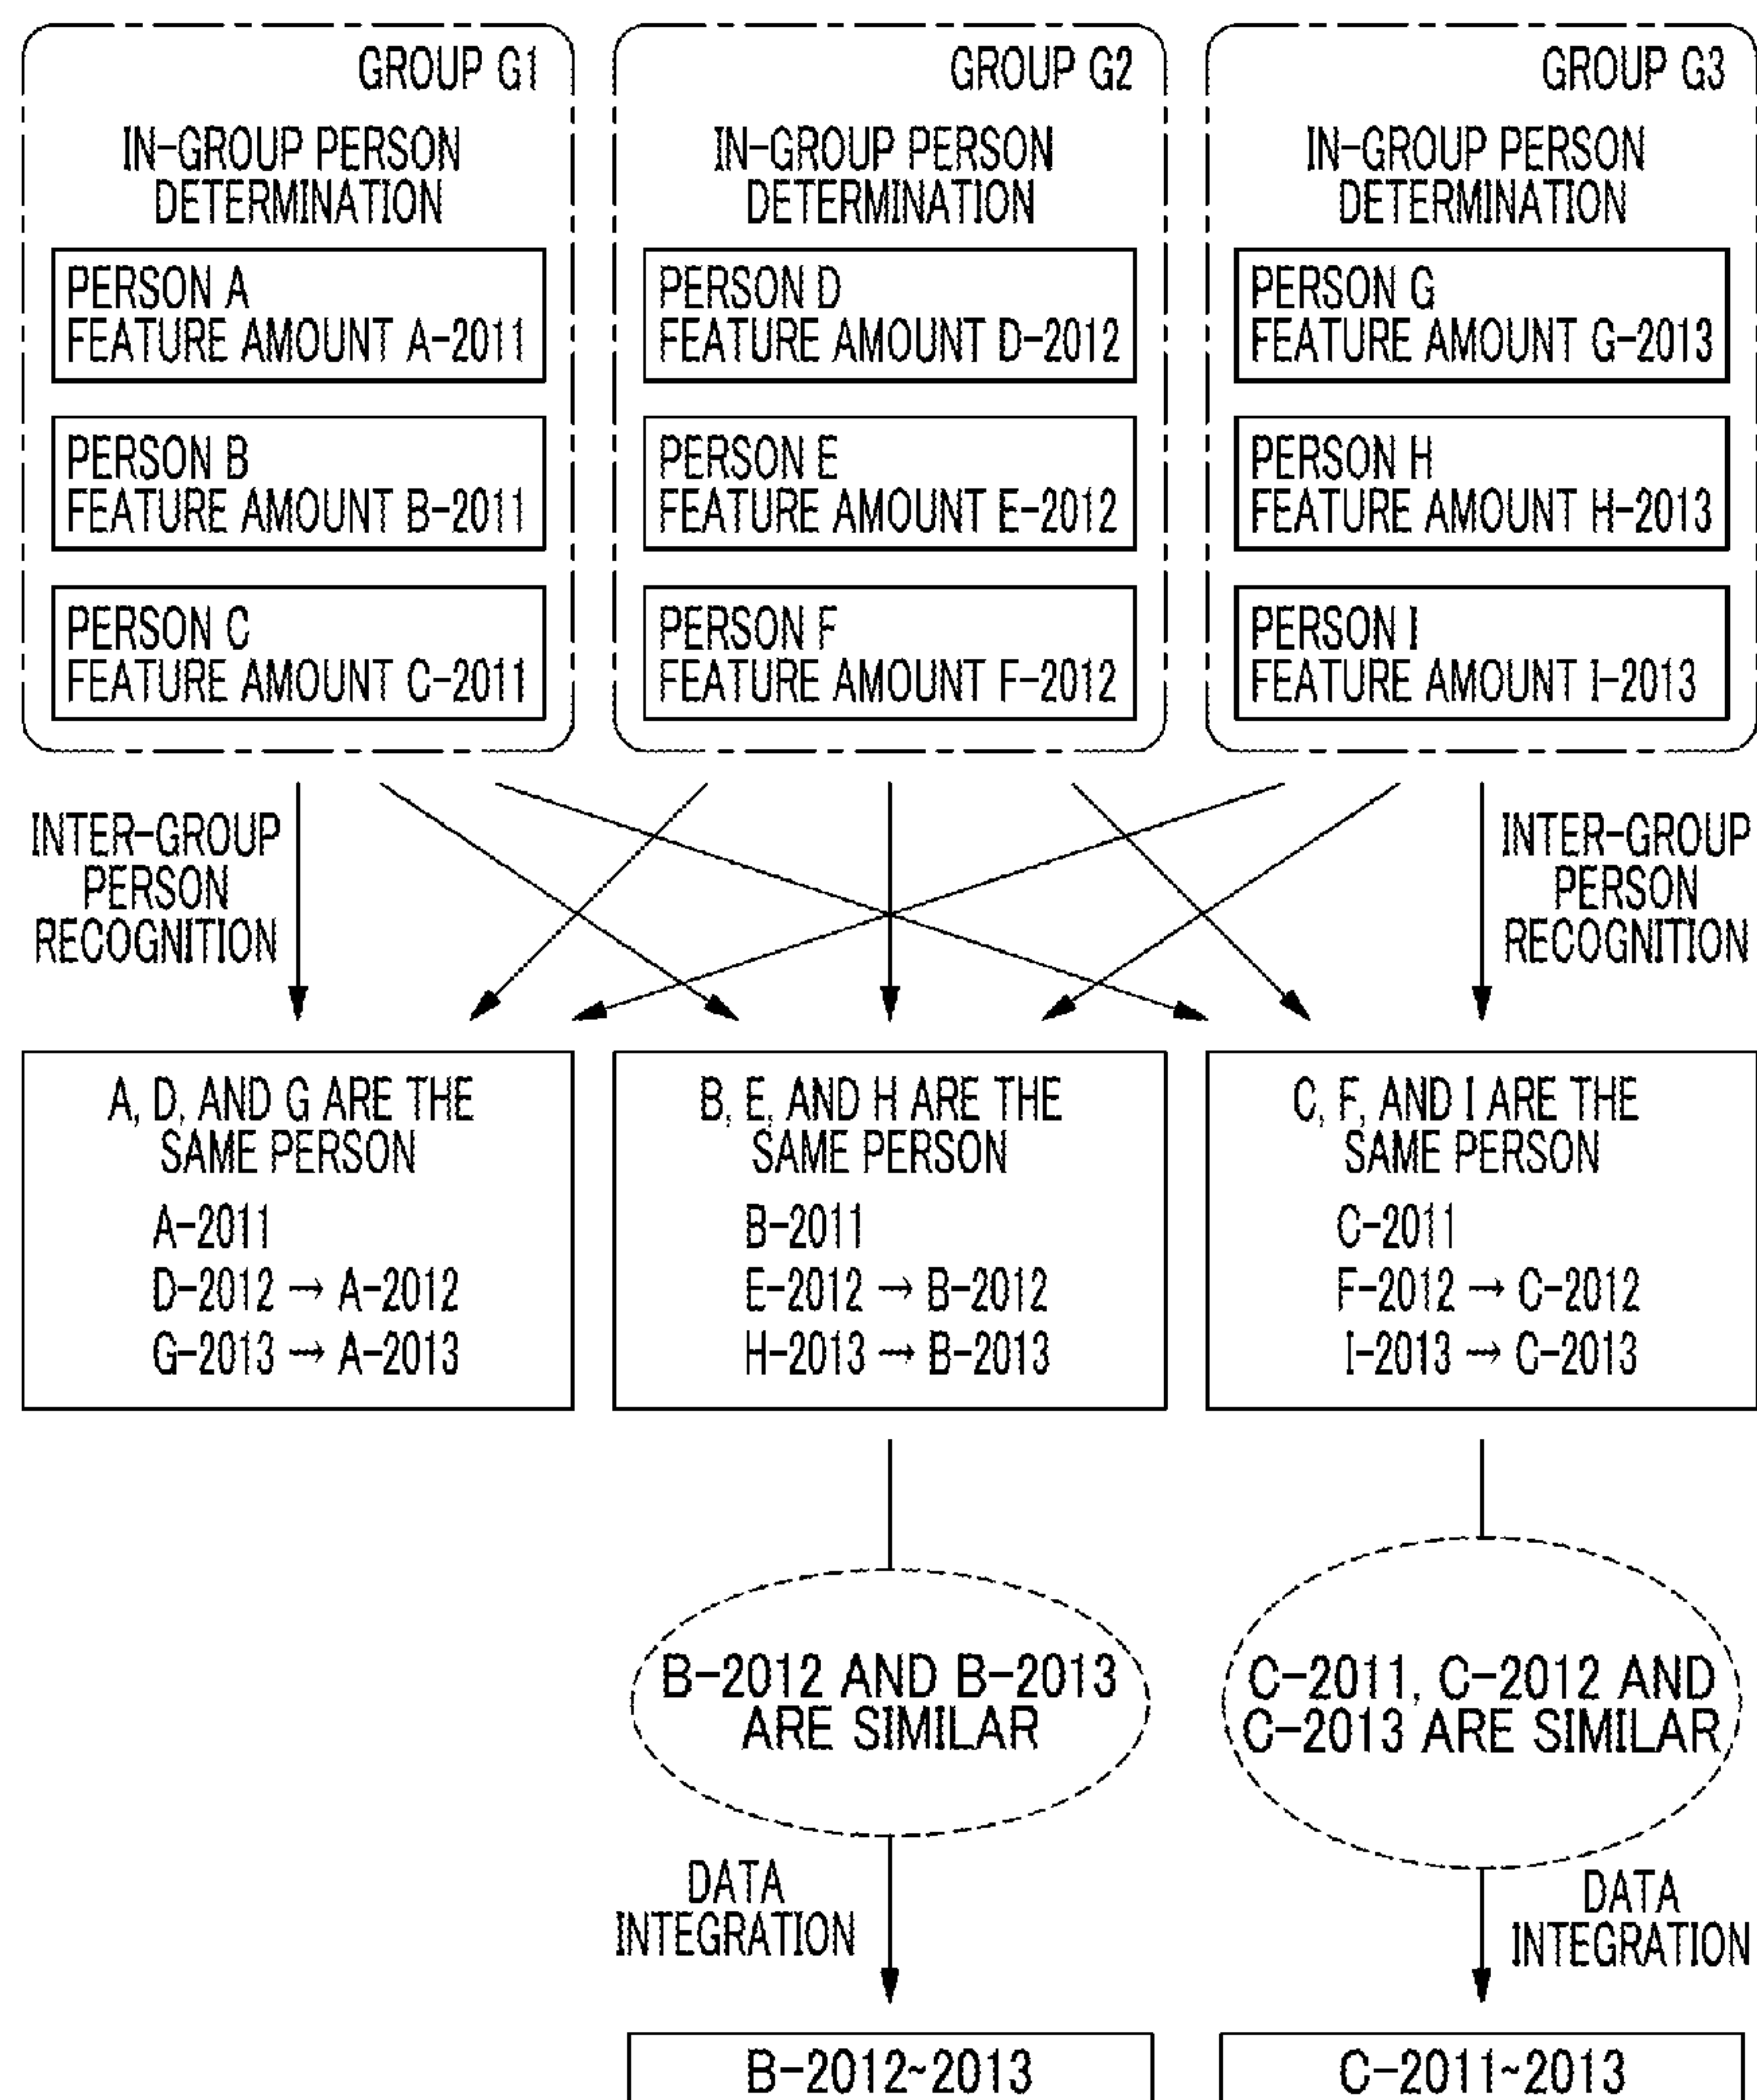 GROUP G1
IN-GROUP PERSON
DETERMINATION
PERSON A
FEATURE AMOUNT A-2011
PERSON B
FEATURE AMOUNT B-2011
PERSON C
FEATURE AMOUNT C-2011
GROUP G2
IN-GROUP PERSON
DETERMINATION
PERSON D
FEATURE AMOUNT D-2012
PERSON E
FEATURE AMOUNT E-2012
PERSON F
FEATURE AMOUNT F-2012
GROUP G3
IN-GROUP PERSON
DETERMINATION
PERSON G
FEATURE AMOUNT G-2013
PERSON H
FEATURE AMOUNT H-2013
PERSON I
FEATURE AMOUNT I-2013
INTER-GROUP
PERSON
RECOGNITION
INTER-GROUP
PERSON
RECOGNITION
A, D, AND G ARE THE
SAME PERSON
A-2011
D-2012 → A-2012
G-2013 → A-2013
B, E, AND H ARE THE
SAME PERSON
B-2011
E-2012 → B-2012
H-2013 → B-2013
C, F, AND I ARE THE
SAME PERSON
C-2011
F-2012 → C-2012
I-2013 → C-2013
B-2012 AND B-2013
ARE SIMILAR
C-2011, C-2012 AND
C-2013 ARE SIMILAR
DATA
INTEGRATION
DATA
INTEGRATION
B-2012~2013
C-2011~2013